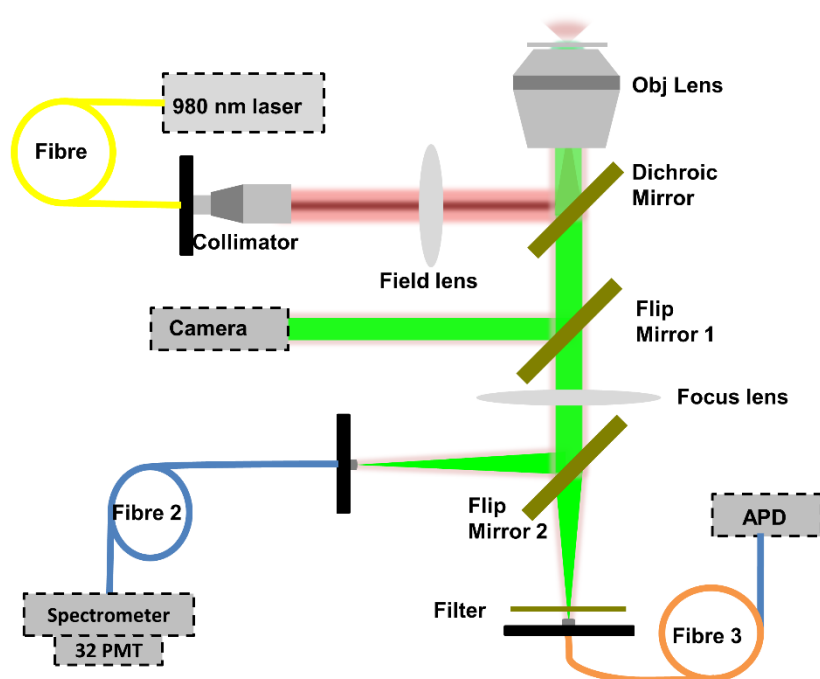 980 nm laser
Fibre
Obj Lens
Dichroic
Mirror
Collimator
Field lens
Camera
Flip
Mirror 1
Focus lens
Fibre 2
Flip
Mirror 2
APD
Spectrometer
32 PMT
Filter
Fibre 3